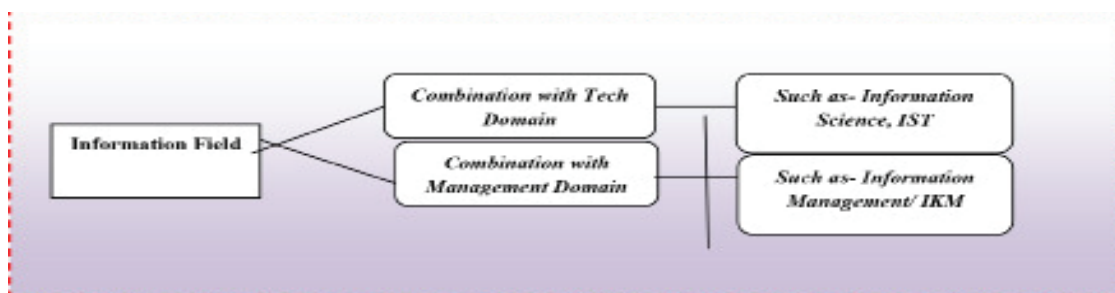 Information Field
Combination with Tech
Domain
Combination with
Management Domain
Such as- Information
Science, IST
Such as- Information
Management/ IKM